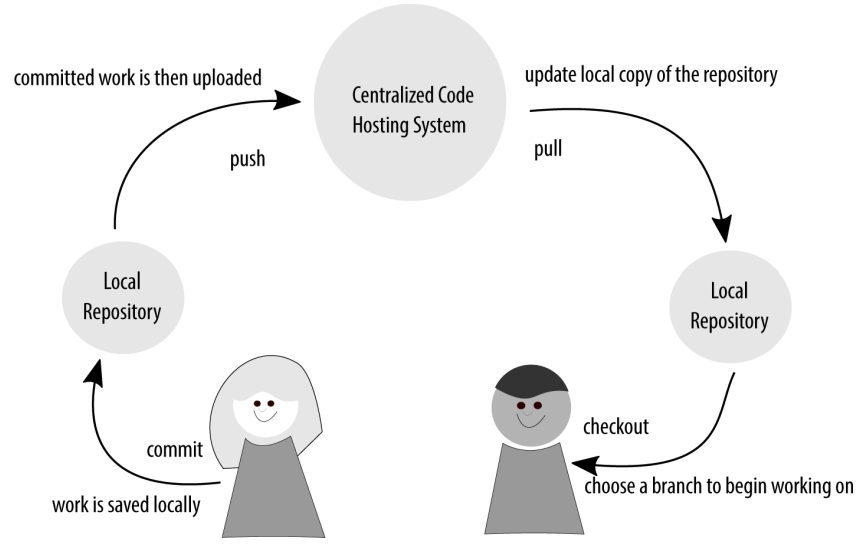 committed work is then uploaded
push
Centralized Code
Hosting System
update local copy of the repository
pull
Local
Repository
Local
Repository
commit
work is saved locally
checkout
choose a branch to begin working on